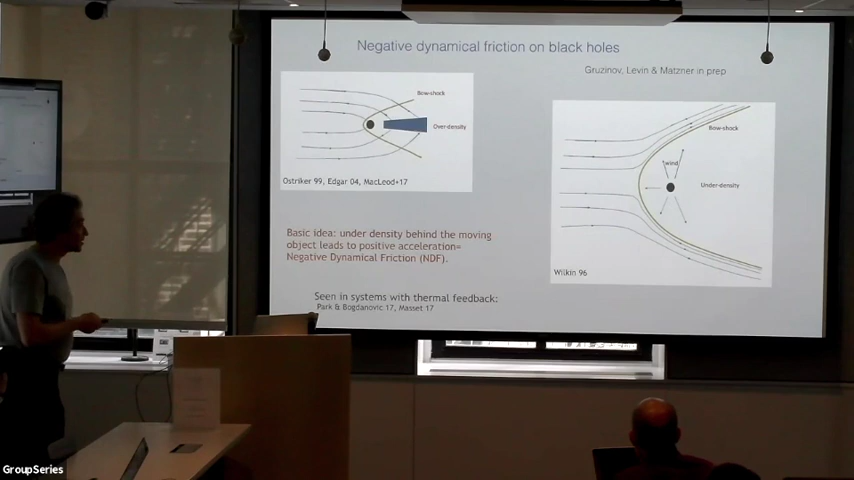 Negative dynamical friction on black holes
Gruzinov, Levin & Matzner in prep
Bow-shock
Over-density
Ostriker 99, Edgar 04, MacLeod+17
Bow-shock
wind
Under-density
Wilkin 96
Basic idea: under density behind the moving
object leads to positive acceleration=
Negative Dynamical Friction (NDF).
Seen in systems with thermal feedback:
Park & Bogdanovic 17, Masset 17
GroupSeries